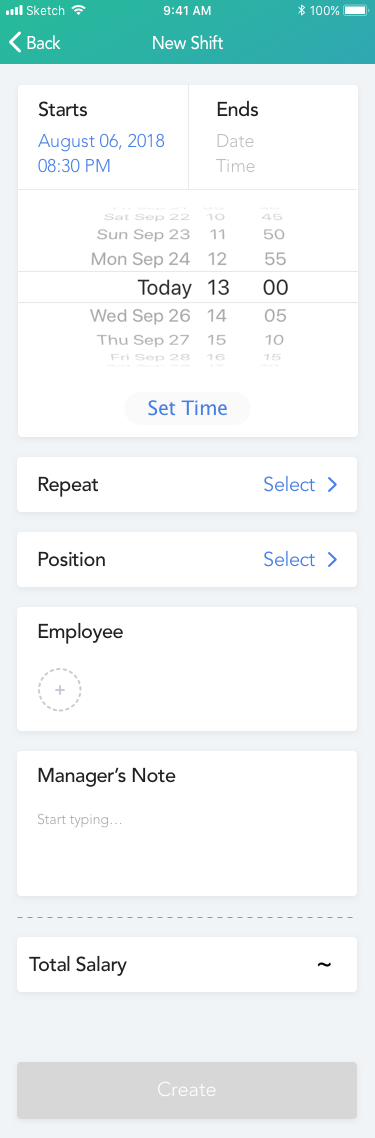 Sketch 9:41 AM 100%
Back New Shift
Starts Ends
August 06, 2018 Date
08:30 PM Time
Sat Sep 22 10 45
Sun Sep 23 11 50
Mon Sep 24 12 55
Today 13 00
Wed Sep 26 14 05
Thu Sep 27 15 10
Fri Sep 28 16 15
Set Time
Repeat Select
Position Select
Employee
+
Manager's Note
Start typing...
Total Salary ~
Create